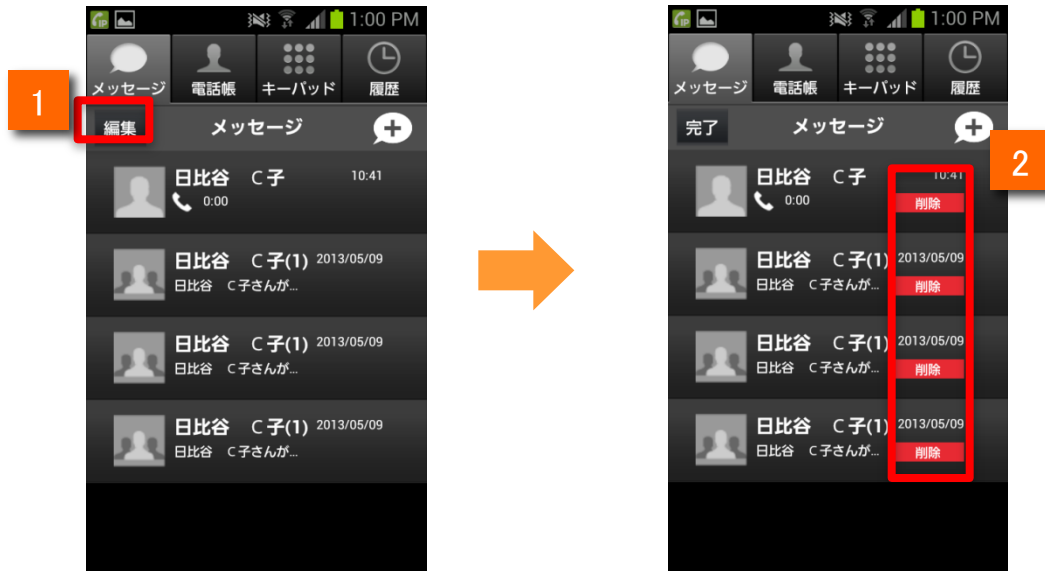 1:00 PM
メッセージ 電話帳 キーパッド 履歴
1
編集 メッセージ
日比谷 C子 10:41
0:00
日比谷 C子(1) 2013/05/09
日比谷 C子さんが...
日比谷 C子(1) 2013/05/09
日比谷 C子さんが...
日比谷 C子(1) 2013/05/09
日比谷 C子さんが...
IP 1:00 PM
メッセージ 電話帳 キーパッド 履歴
完了 メッセージ
2
日比谷 C子 10:41
0:00 削除
日比谷 C子(1) 2013/05/09
日比谷 C子さんが... 削除
日比谷 C子(1) 2013/05/09
日比谷 C子さんが... 削除
日比谷 C子(1) 2013/05/09
日比谷 C子さんが... 削除